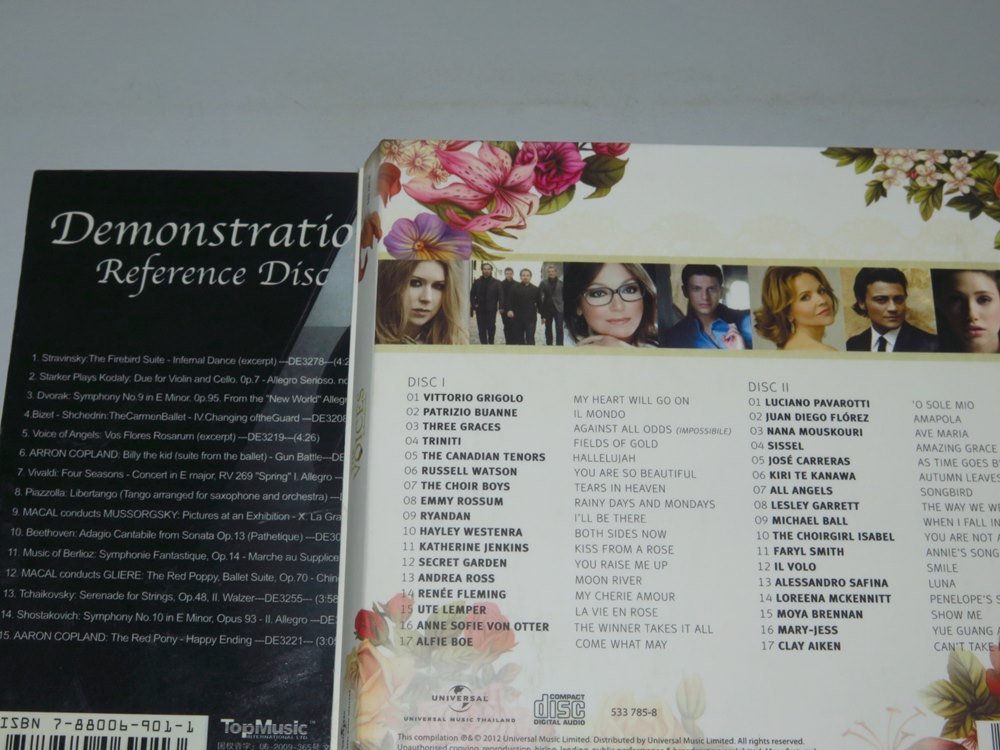 Demonstratio
Reference Disc
1. Stravinsky:The Firebird Suite - Infernal Dance (excerpt) ---DE3278---(4:2
2. Starker Plays Kodaly: Due for Violin and Cello. 0p.7 - Allegro Serioso. no
3. Dvorak: Symphony No.9 in E Minor. 0p.95. From the "New World" Alleg
4.Bizet - Shchedrin:TheCarmenBallet - IV.Changing oftheGuard ---DE3208
5. Voice of Angels: Vos Flores Rosarum (excerpt) ---DE3219---(4:26)
6. ARRON COPLAND: Billy the kid (suite from the ballet) - Gun Battle---DE
7. Vivaldi: Four Seasons - Concert in E major, RV 269 "Spring" I. Allegro ---
8. Piazzolla: Libertango (Tango arranged for saxophone and orchestra) ---
9. MACAL conducts MUSSORGSKY: Pictures at an Exhibition - X. La Gra
10. Beethoven: Adagio Cantabile from Sonata Op.13 (Pathetique) ---DE30
11. Music of Berlioz: Symphonie Fantastique, Op.14 - Marche au Supplice
12. MACAL conducts GLIERE: The Red Poppy, Ballet Suite, Op.70 - Chin
13. Tchaikovsky: Serenade for Strings, Op.48, II. Walzer---DE3255--- (3:58
14. Shostakovich: Symphony No.10 in E Minor, Opus 93 - II. Allegro ---DE
15. AARON COPLAND: The Red Pony - Happy Ending ---DE3221--- (3:05
ISBN 7-88006-901-1
TopMusic™
INTERNATIONAL LTD.
VOICES
DISC I
01 VITTORIO GRIGOLO MY HEART WILL GO ON
02 PATRIZIO BUANNE IL MONDO
03 THREE GRACES AGAINST ALL ODDS (IMPOSSIBILE)
04 TRINITI FIELDS OF GOLD
05 THE CANADIAN TENORS HALLELUJAH
06 RUSSELL WATSON YOU ARE SO BEAUTIFUL
07 THE CHOIR BOYS TEARS IN HEAVEN
08 EMMY ROSSUM RAINY DAYS AND MONDAYS
09 RYANDAN I'LL BE THERE
10 HAYLEY WESTENRA BOTH SIDES NOW
11 KATHERINE JENKINS KISS FROM A ROSE
12 SECRET GARDEN YOU RAISE ME UP
13 ANDREA ROSS MOON RIVER
14 RENÉE FLEMING MY CHERIE AMOUR
15 UTE LEMPER LA VIE EN ROSE
16 ANNE SOFIE VON OTTER THE WINNER TAKES IT ALL
17 ALFIE BOE COME WHAT MAY
DISC II
01 LUCIANO PAVAROTTI 'O SOLE MIO
02 JUAN DIEGO FLÓREZ AMAPOLA
03 NANA MOUSKOURI AVE MARIA
04 SISSEL AMAZING GRACE
05 JOSÉ CARRERAS AS TIME GOES B
06 KIRI TE KANAWA AUTUMN LEAVES
07 ALL ANGELS SONGBIRD
08 LESLEY GARRETT THE WAY WE WE
09 MICHAEL BALL WHEN I FALL IN
10 THE CHOIRGIRL ISABEL YOU ARE NOT A
11 FARYL SMITH ANNIE'S SONG
12 IL VOLO SMILE
13 ALESSANDRO SAFINA LUNA
14 LOREENA MCKENNITT PENELOPE'S S
15 MOYA BRENNAN SHOW ME
16 MARY-JESS YUE GUANG A
17 CLAY AIKEN CAN'T TAKE
UNIVERSAL
UNIVERSAL MUSIC THAILAND
COMPACT
disc
DIGITAL AUDIO
533 785-8
This compilation ℗&© 2012 Universal Music Limited. Distributed by Universal Music Limited. All rights reserved.